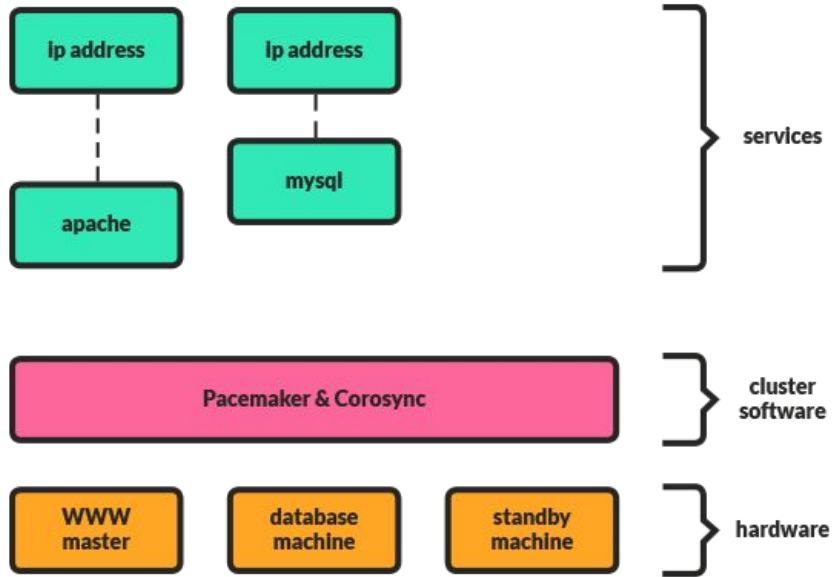 ip address
ip address
services
mysql
apache
Pacemaker & Corosync
cluster
software
WWW
master
database
machine
standby
machine
hardware